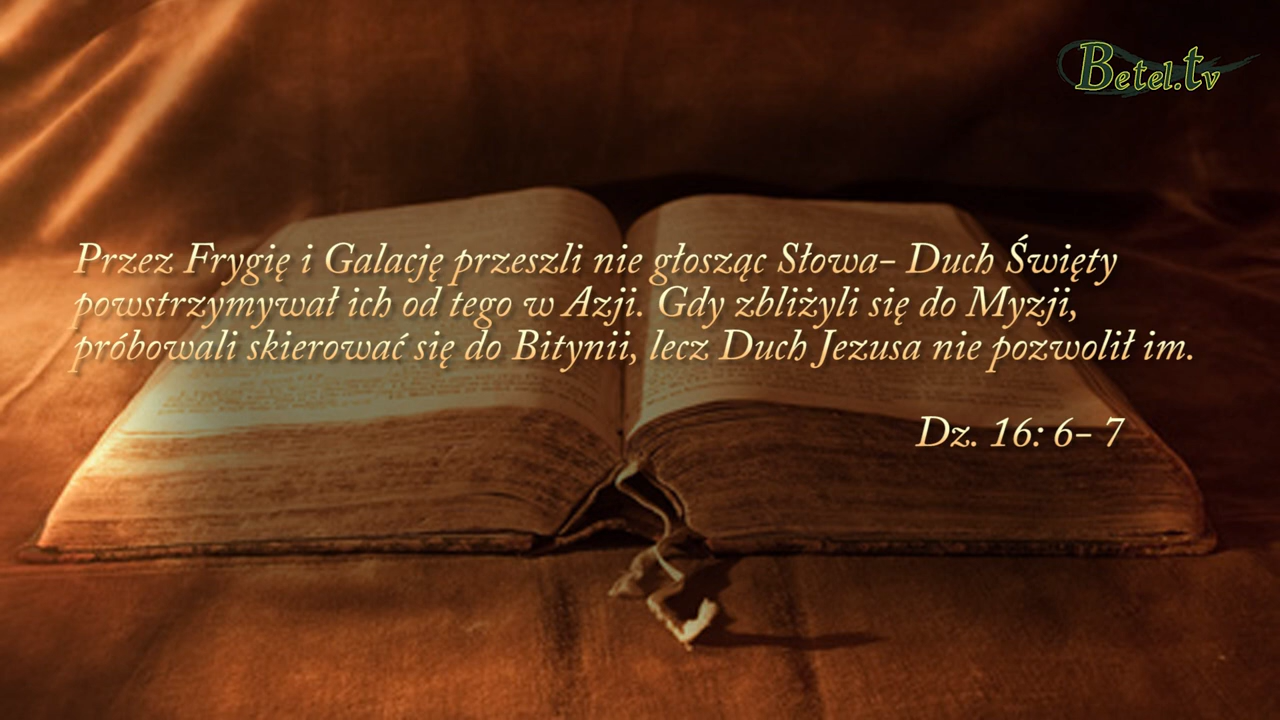 Betel.tv
Przez Frygię i Galację przeszli nie głosząc Słowa- Duch Święty
powstrzymywał ich od tego w Azji. Gdy zbliżyli się do Myzji,
próbowali skierować się do Bitynii, lecz Duch Jezusa nie pozwolił im.
Dz. 16: 6- 7